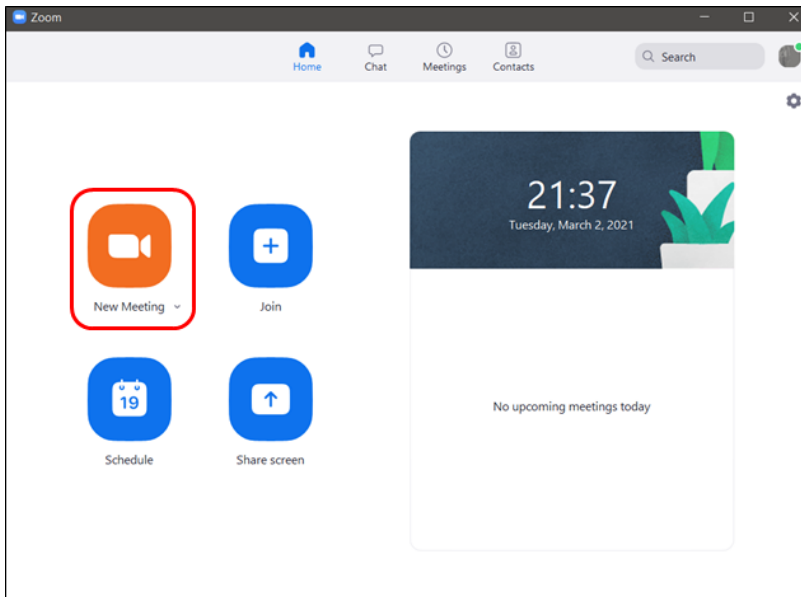 Zoom
Home
Chat
Meetings
Contacts
Search
21:37
Tuesday, March 2, 2021
New Meeting
Join
19
Schedule
Share screen
No upcoming meetings today